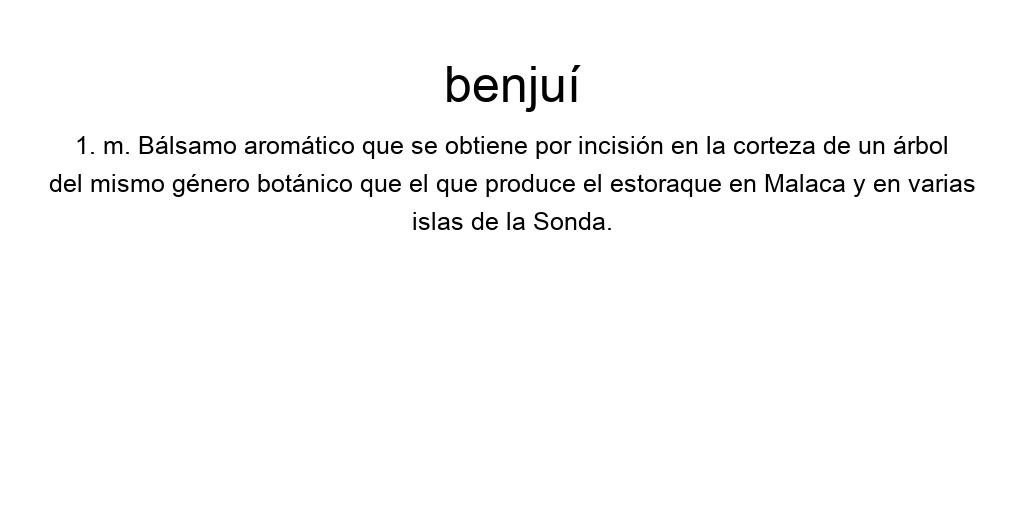 benjuí
1. m. Bálsamo aromático que se obtiene por incisión en la corteza de un árbol
del mismo género botánico que el que produce el estoraque en Malaca y en varias
islas de la Sonda.